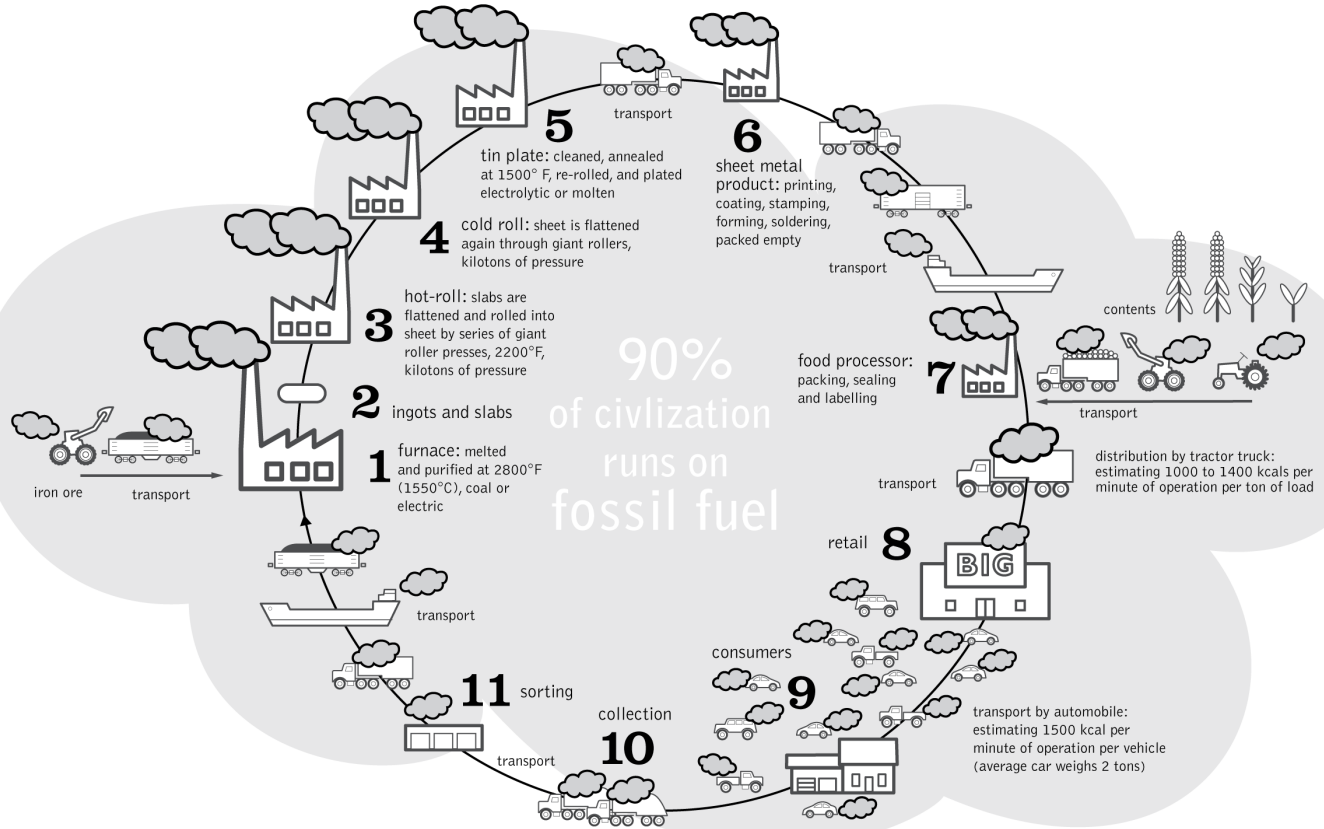 transport
5
tin plate: cleaned, annealed
at 1500° F, re-rolled, and plated
electrolytic or molten
6
sheet metal
product: printing,
coating, stamping,
forming, soldering,
packed empty
4
cold roll: sheet is flattened
again through giant rollers,
kilotons of pressure
transport
3
hot-roll: slabs are
flattened and rolled into
sheet by series of giant
roller presses, 2200°F,
kilotons of pressure
contents
90%
of civlization
runs on
fossil fuel
food processor:
packing, sealing
and labelling
7
transport
2
ingots and slabs
1
furnace: melted
and purified at 2800°F
(1550°C), coal or
electric
iron ore
transport
transport
distribution by tractor truck:
estimating 1000 to 1400 kcals per
minute of operation per ton of load
retail
8
BIG
transport
consumers
9
11
sorting
collection
10
transport
transport by automobile:
estimating 1500 kcal per
minute of operation per vehicle
(average car weighs 2 tons)